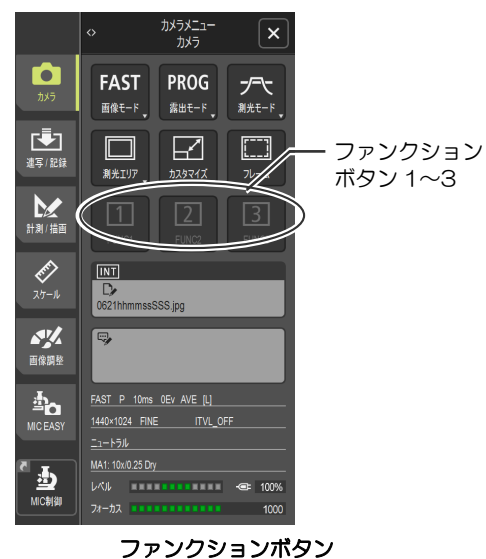 カメラメニュー
カメラ
カメラ
連写/記録
計測/描画
スケール
画像調整
MIC EASY
MIC制御
FAST
画像モード
PROG
露出モード
測光モード
測光エリア
カスタマイズ
フレーム
1
2
3
FUNC2
ファンクション
ボタン 1～3
INT
0621hhmmssSSS.jpg
FAST P 10ms 0Ev AVE [L]
1440×1024 FINE ITVL_OFF
ニュートラル
MA1: 10x/0.25 Dry
レベル 100%
フォーカス 1000
ファンクションボタン